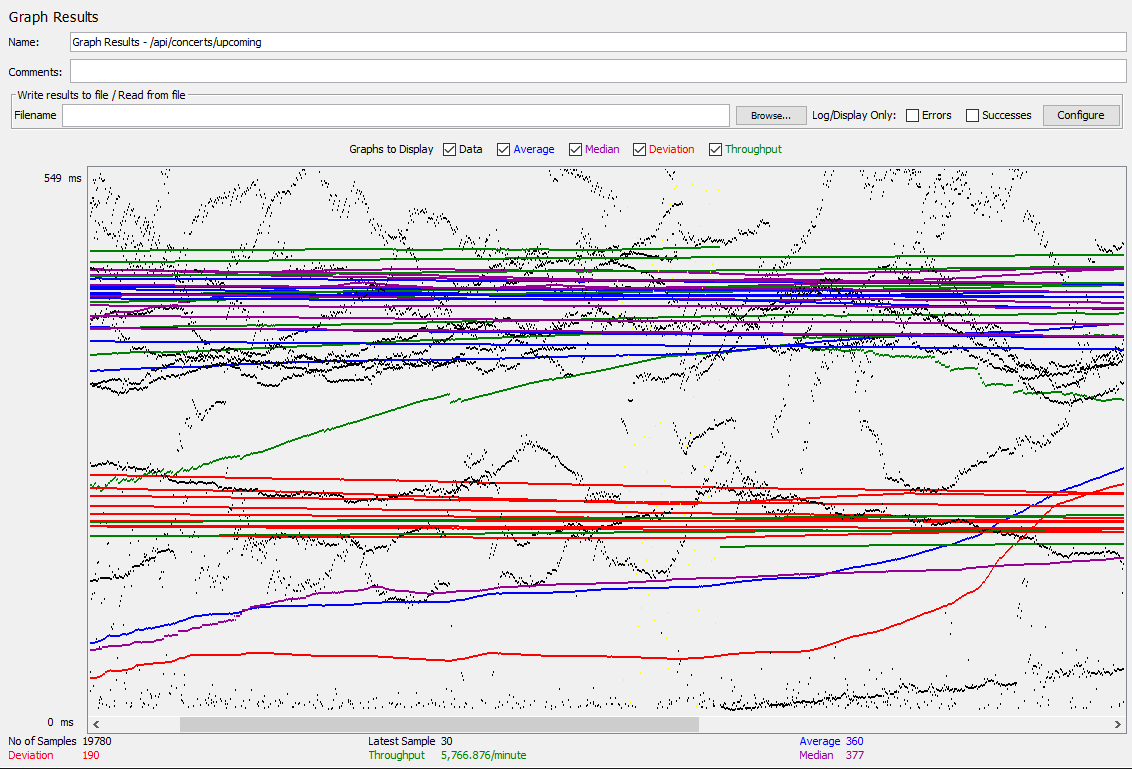 Graph Results
Name: Graph Results - /api/concerts/upcoming
Comments:
Write results to file / Read from file
Filename Browse... Log/Display Only: Errors Successes Configure
Graphs to Display Data Average Median Deviation Throughput
549 ms
0 ms
No of Samples 19780 Latest Sample 30 Average 360
Deviation 190 Throughput 5,766.876/minute Median 377